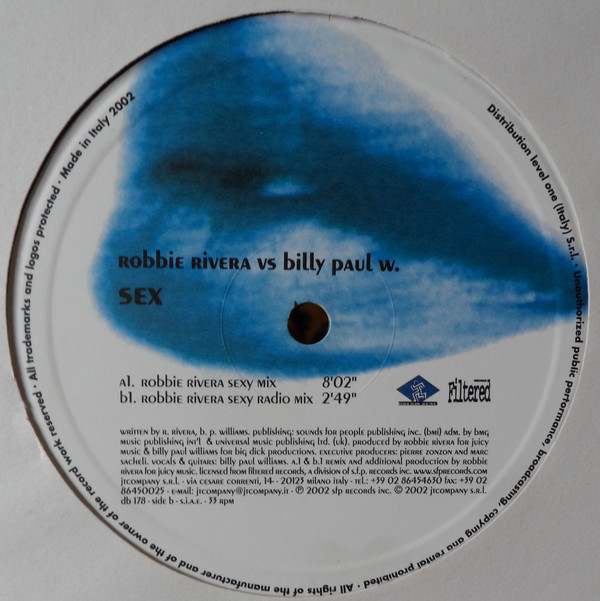 Made in Italy 2002
Distribution level one (Italy) S.r.l. · Unauthorized public performance, broadcasting, copying and rental prohibited · All rights of the manufacturer and of the owner of the record work reserved · All trademarks and logos protected ·
Robbie Rivera vs billy paul w.
SEX
a1. Robbie Rivera sexy mix 8'02"
b1. Robbie Rivera sexy radio mix 2'49"
Filtered
written by R. Rivera, b. p. williams. publishing: sounds for people publishing inc. (bmi) adm. by bmg
music publishing int'l. & universal music publishing ltd. (uk). produced by Robbie Rivera for juicy
music & billy paul williams for big dick productions. executive producers: pierre zonzon and marc
sacheli. vocals & guitars: billy paul williams. a.1 & b.1 remix and additional production by Robbie
Rivera for juicy music. licensed from filtered records, a division of s.f.p. records inc. www.sfprecords.com
jtcompany s.r.l. - via cesare correnti, 14 - 20123 milano italy - tel.: +39 02 86454630 fax: +39 02
86450025 - e-mail: jtcompany@jtcompany.it - ℗ 2002 sfp records inc. © 2002 jtcompany s.r.l.
db 178 - side b - s.i.a.e. - 33 rpm